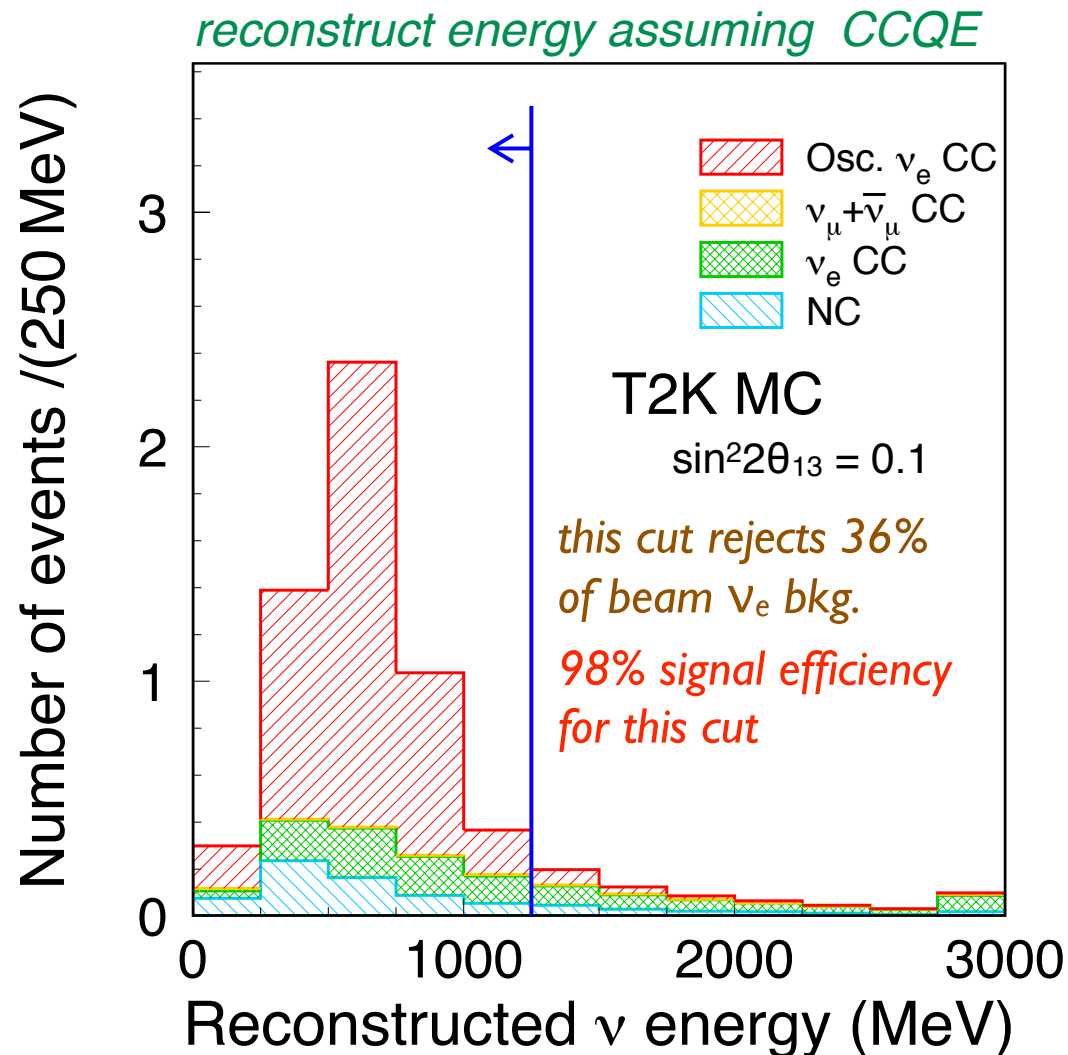 reconstruct energy assuming CCQE
Number of events /(250 MeV)
3
2
1
0
Osc. νe CC
νμ+ν̅μ CC
νe CC
NC
T2K MC
sin²2θ₁₃ = 0.1
this cut rejects 36%
of beam νe bkg.
98% signal efficiency
for this cut
0 1000 2000 3000
Reconstructed ν energy (MeV)